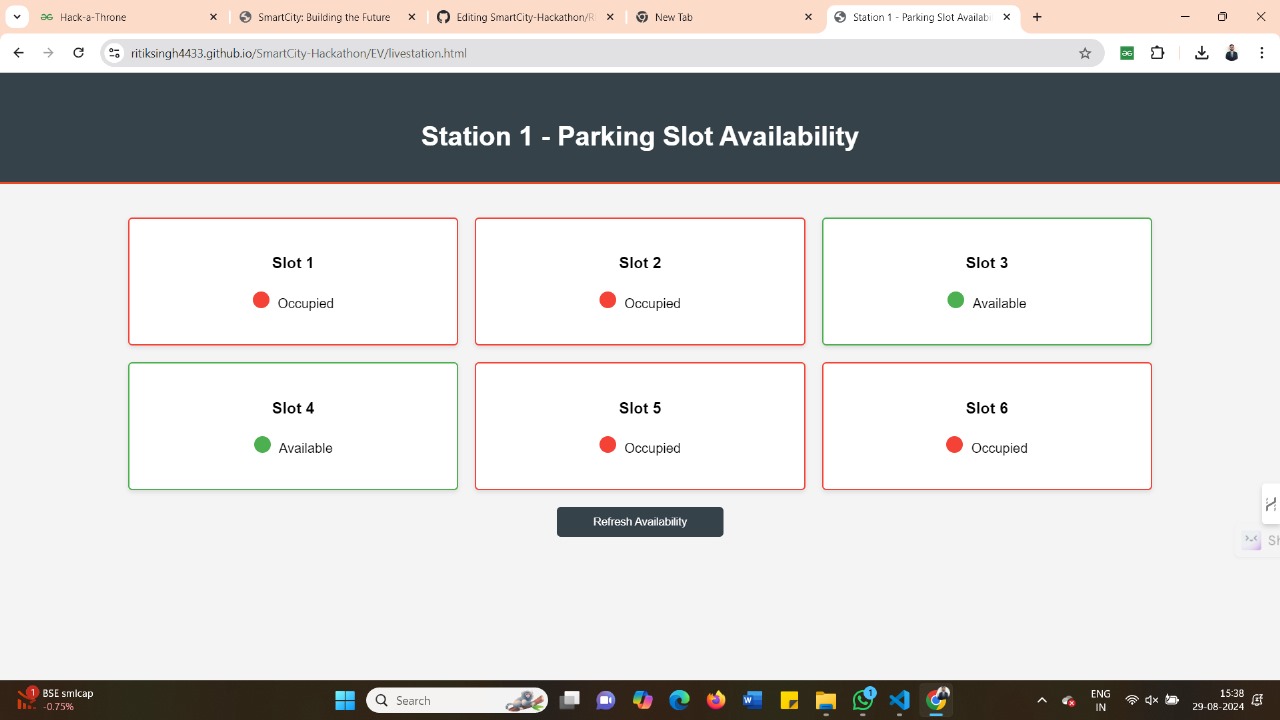 Hack-a-Throne
SmartCity: Building the Future
Editing SmartCity-Hackathon/R
New Tab
Station 1 - Parking Slot Availabi
ritiksingh4433.github.io/SmartCity-Hackathon/EV/livestation.html
Station 1 - Parking Slot Availability
Slot 1
Occupied
Slot 2
Occupied
Slot 3
Available
Slot 4
Available
Slot 5
Occupied
Slot 6
Occupied
Refresh Availability
Sh
1
BSE smlcap
-0.75%
Search
1
ENG
IN
15:38
29-08-2024